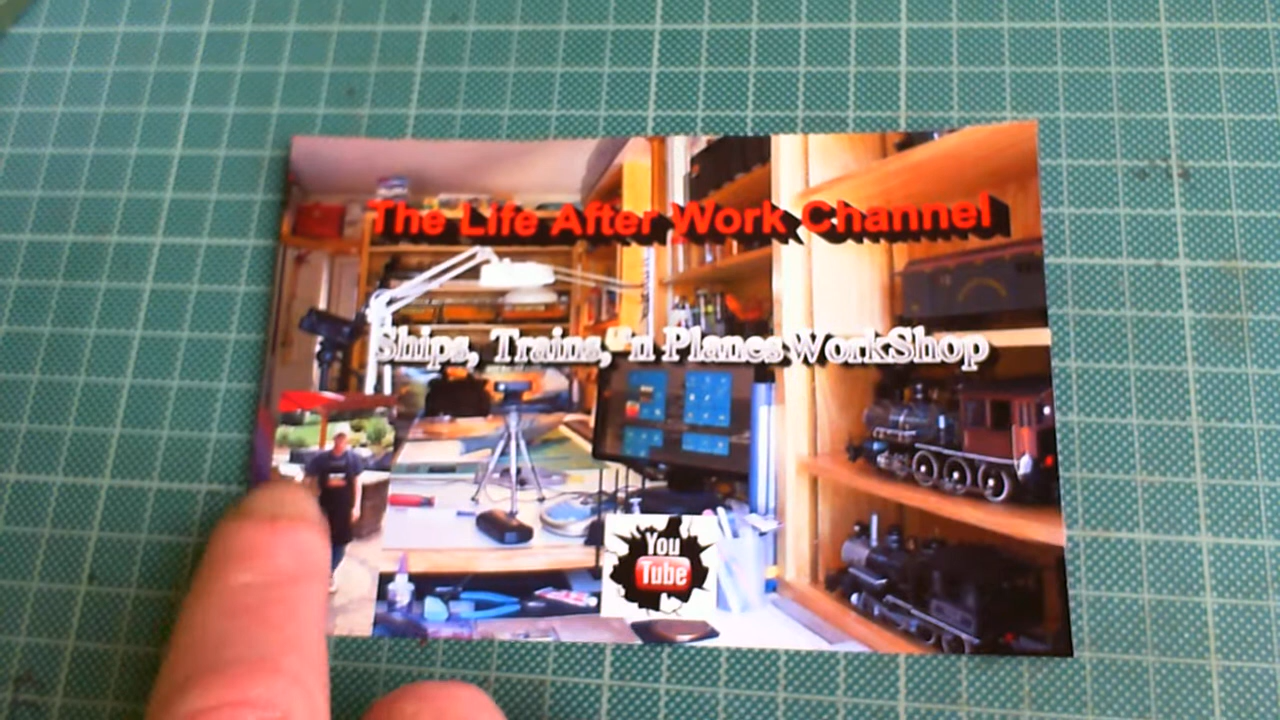 The Life After Work Channel
Ships, Trains, "n Planes WorkShop
You
Tube